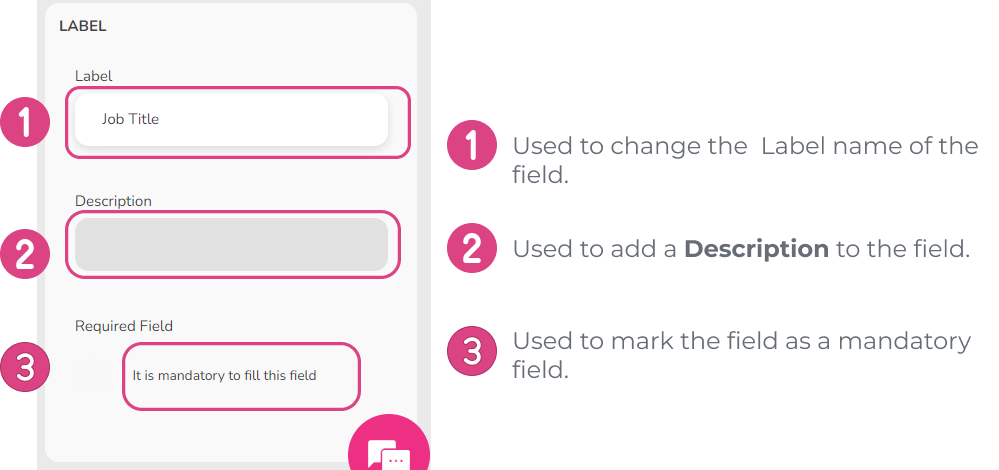 LABEL
Label
1
Job Title
Description
2
Required Field
3
It is mandatory to fill this field
1
Used to change the  Label name of the
field.
2
Used to add a Description to the field.
3
Used to mark the field as a mandatory
field.